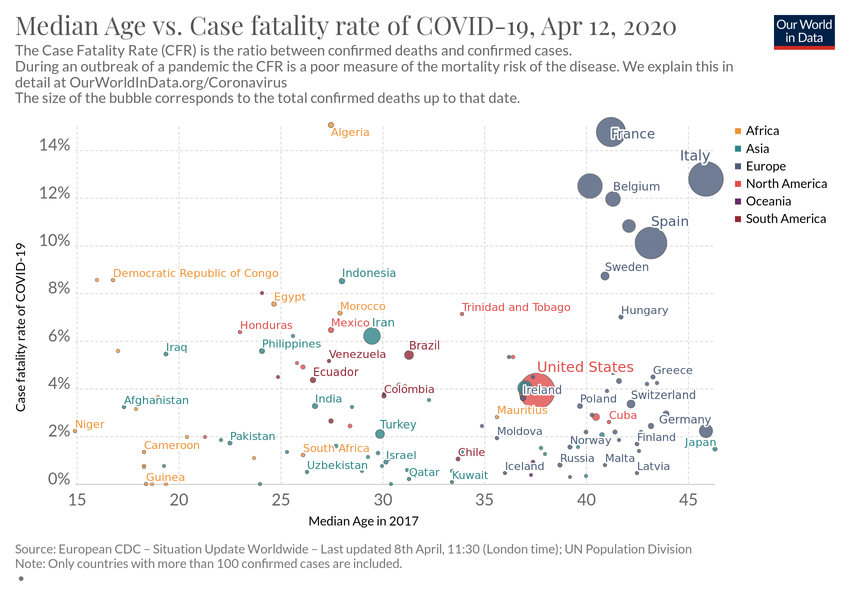 Median Age vs. Case fatality rate of COVID-19, Apr 12, 2020
Our World
in Data
The Case Fatality Rate (CFR) is the ratio between confirmed deaths and confirmed cases.
During an outbreak of a pandemic the CFR is a poor measure of the mortality risk of the disease. We explain this in
detail at OurWorldInData.org/Coronavirus
The size of the bubble corresponds to the total confirmed deaths up to that date.
14%
12%
10%
8%
6%
4%
2%
0%
Case fatality rate of COVID-19
Algeria
France
Italy
Belgium
Spain
Sweden
Democratic Republic of Congo
Indonesia
Egypt
Morocco
Trinidad and Tobago
Hungary
Honduras
Mexico
Iran
Iraq
Philippines
Venezuela
Brazil
Ecuador
United States
Greece
Colombia
Ireland
Switzerland
Afghanistan
India
Mauritius
Poland
Cuba
Niger
Turkey
Moldova
Germany
Pakistan
Norway
Finland
Japan
Cameroon
South Africa
Israel
Chile
Uzbekistan
Qatar
Kuwait
Iceland
Russia
Malta
Latvia
Guinea
15
20
25
30
35
40
45
Median Age in 2017
Africa
Asia
Europe
North America
Oceania
South America
Source: European CDC – Situation Update Worldwide – Last updated 8th April, 11:30 (London time); UN Population Division
Note: Only countries with more than 100 confirmed cases are included.